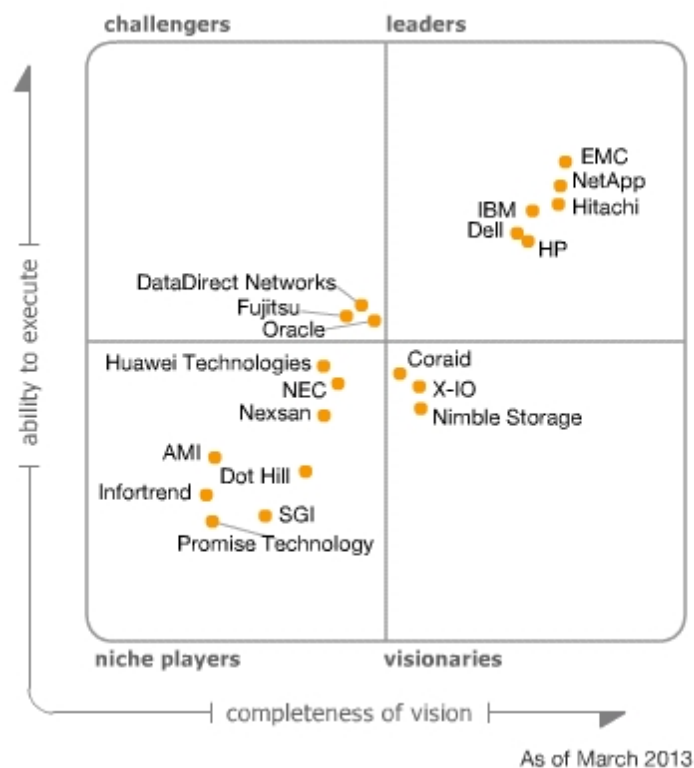 challengers
leaders
EMC
NetApp
IBM
Hitachi
Dell
HP
DataDirect Networks
Fujitsu
Oracle
Huawei Technologies
Coraid
NEC
X-IO
Nexsan
Nimble Storage
AMI
Dot Hill
Infortrend
SGI
Promise Technology
ability to execute
niche players
visionaries
completeness of vision
As of March 2013